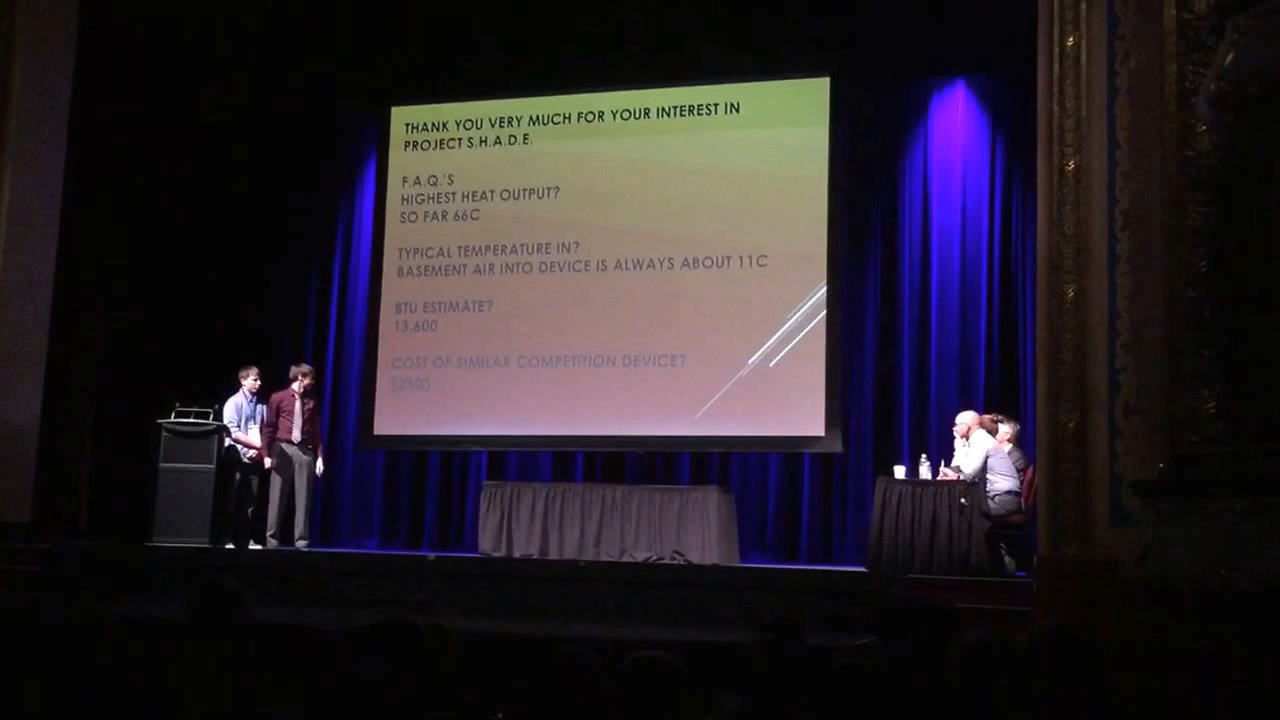 THANK YOU VERY MUCH FOR YOUR INTEREST IN
PROJECT S.H.A.D.E.
F.A.Q.'S
HIGHEST HEAT OUTPUT?
SO FAR 66C
TYPICAL TEMPERATURE IN?
BASEMENT AIR INTO DEVICE IS ALWAYS ABOUT 11C
BTU ESTIMATE?
13,600
COST OF SIMILAR COMPETITION DEVICE?